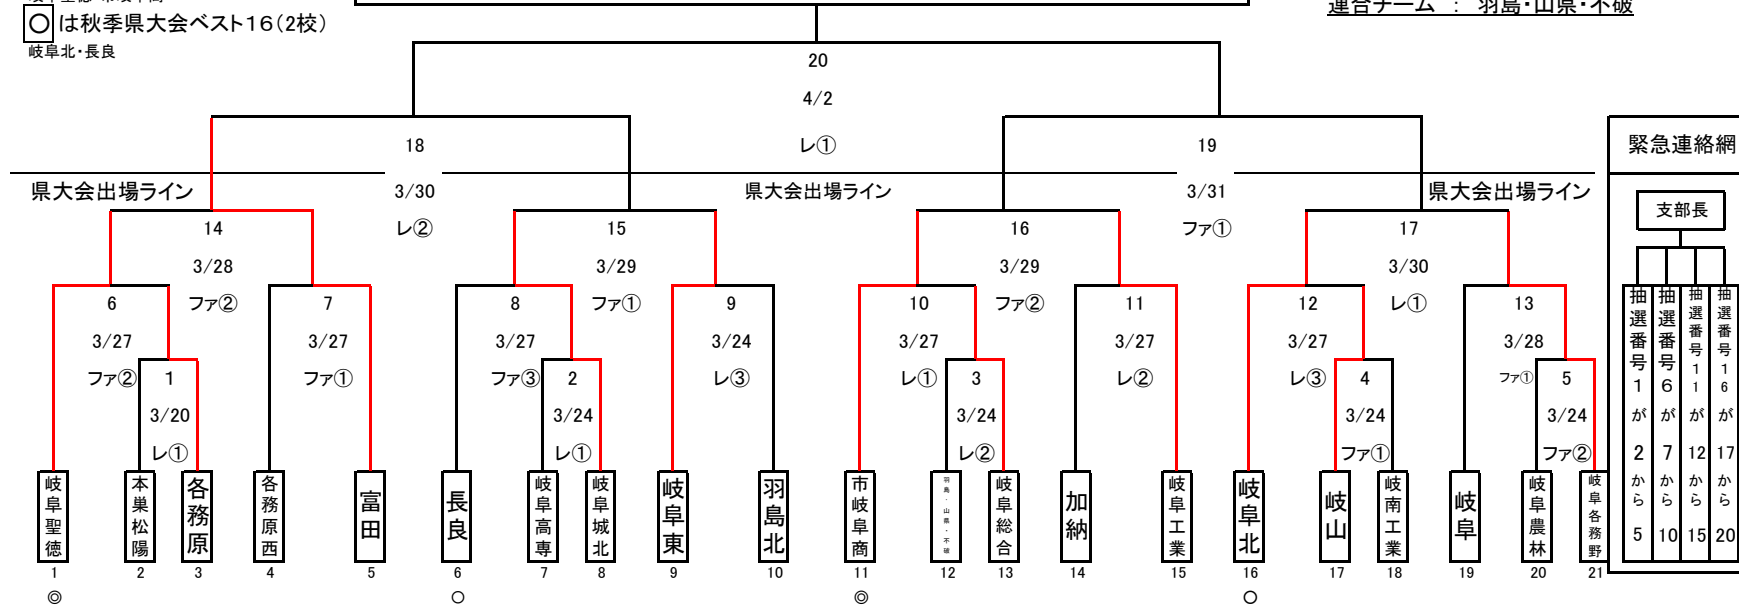 ○は秋季県大会ベスト16(2校)
岐阜北・長良
連合チーム ： 羽島・山県・不破
20
4/2
レ①
18
19
緊急連絡網
県大会出場ライン
3/30
県大会出場ライン
3/31
県大会出場ライン
レ②
ファ①
支部長
14
15
16
17
3/28
3/29
3/29
3/30
ファ②
ファ①
ファ②
レ①
6
7
8
9
10
11
12
13
3/27
3/27
3/27
3/24
3/27
3/27
3/27
3/28
ファ②
ファ①
ファ③
レ③
レ①
レ②
レ③
ファ①
1
2
3
4
5
3/20
3/24
3/24
3/24
3/24
レ①
レ①
レ②
ファ①
ファ②
抽選番号1が2から5
抽選番号6が7から10
抽選番号11が12から15
抽選番号16が17から20
岐阜聖徳
本巣松陽
各務原
各務原西
富田
長良
岐阜高専
岐阜城北
岐阜東
羽島北
市岐阜商
羽島・山県・不破
岐阜総合
加納
岐阜工業
岐阜北
岐山
岐南工業
岐阜
岐阜農林
岐阜各務野
1
2
3
4
5
6
7
8
9
10
11
12
13
14
15
16
17
18
19
20
21
◎
○
◎
○